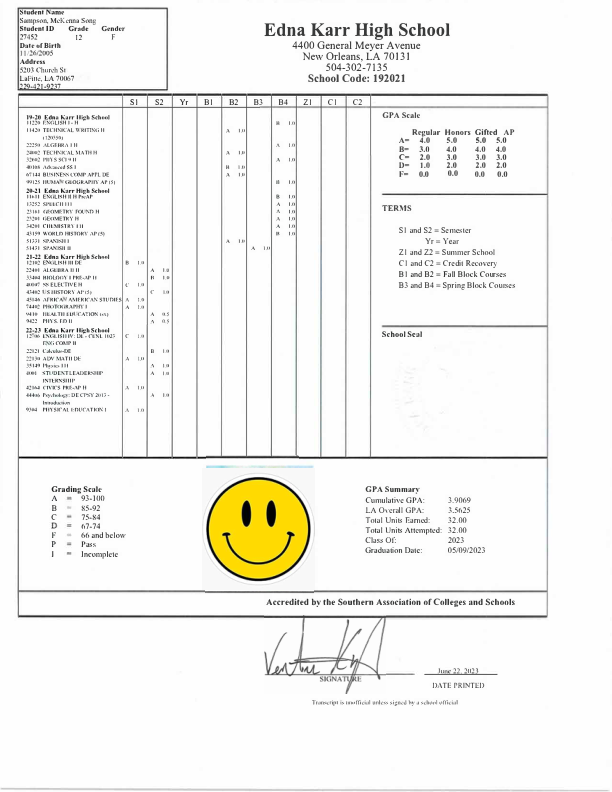 Student Name
Sampson, McKenna Song
Student ID Grade Gender
27452 12 F
Date of Birth
11/26/2005
Address
5203 Church St
LaFitte, LA 70067
229-421-9237
Edna Karr High School
4400 General Meyer Avenue
New Orleans, LA 70131
504-302-7135
School Code: 192021
S1 S2 Yr B1 B2 B3 B4 Z1 C1 C2
19-20 Edna Karr High School
11220 ENGLISH I - H B 1.0
11420 TECHNICAL WRITING H A 1.0
(120330)
22250 ALGEBRA I H A 1.0
24002 TECHNICAL MATH H A 1.0
32602 PHYS SCI 9 H A 1.0
40108 Advanced SS I B 1.0
67144 BUSINESS COMP APPL DE A 1.0
99125 HUMAN GEOGRAPHY AP (5) B 1.0
20-21 Edna Karr High School
11611 ENGLISH II H PreAP B 1.0
13252 SPEECH III A 1.0
23101 GEOMETRY FOUND H A 1.0
23201 GEOMETRY H A 1.0
34201 CHEMISTRY I H A 1.0
43159 WORLD HISTORY AP (5) B 1.0
51331 SPANISH I A 1.0
51431 SPANISH II A 1.0
21-22 Edna Karr High School
12102 ENGLISH III DE B 1.0
22401 ALGEBRA II H A 1.0
33404 BIOLOGY I PRE-AP H B 1.0
40047 SS ELECTIVE H C 1.0
43402 US HISTORY AP (5) C 1.0
45146 AFRICAN AMERICAN STUDIES A 1.0
74402 PHOTOGRAPHY I A 1.0
9410 HEALTH EDUCATION A 0.5
9422 PHYS. ED II A 0.5
22-23 Edna Karr High School
12706 ENGLISH IV: DE - CENL 1023 C 1.0
ENG COMP II
22521 Calculus-DE B 1.0
22130 ADV MATH DE A 1.0
35149 Physics III A 1.0
4001 STUDENT LEADERSHIP A 1.0
INTERNSHIP
42164 CIVICS PRE-AP H A 1.0
44466 Psychology: DE CPSY 2013 - A 1.0
Introduction
9304 PHYSICAL EDUCATION I A 1.0
GPA Scale
Regular Honors Gifted AP
A= 4.0 5.0 5.0 5.0
B= 3.0 4.0 4.0 4.0
C= 2.0 3.0 3.0 3.0
D= 1.0 2.0 2.0 2.0
F= 0.0 0.0 0.0 0.0
TERMS
S1 and S2 = Semester
Yr = Year
Z1 and Z2 = Summer School
C1 and C2 = Credit Recovery
B1 and B2 = Fall Block Courses
B3 and B4 = Spring Block Courses
School Seal
Grading Scale
A = 93-100
B = 85-92
C = 75-84
D = 67-74
F = 66 and below
P = Pass
I = Incomplete
GPA Summary
Cumulative GPA: 3.9069
LA Overall GPA: 3.5625
Total Units Earned: 32.00
Total Units Attempted: 32.00
Class Of: 2023
Graduation Date: 05/09/2023
Accredited by the Southern Association of Colleges and Schools
SIGNATURE
June 22, 2023
DATE PRINTED
Transcript is unofficial unless signed by a school official